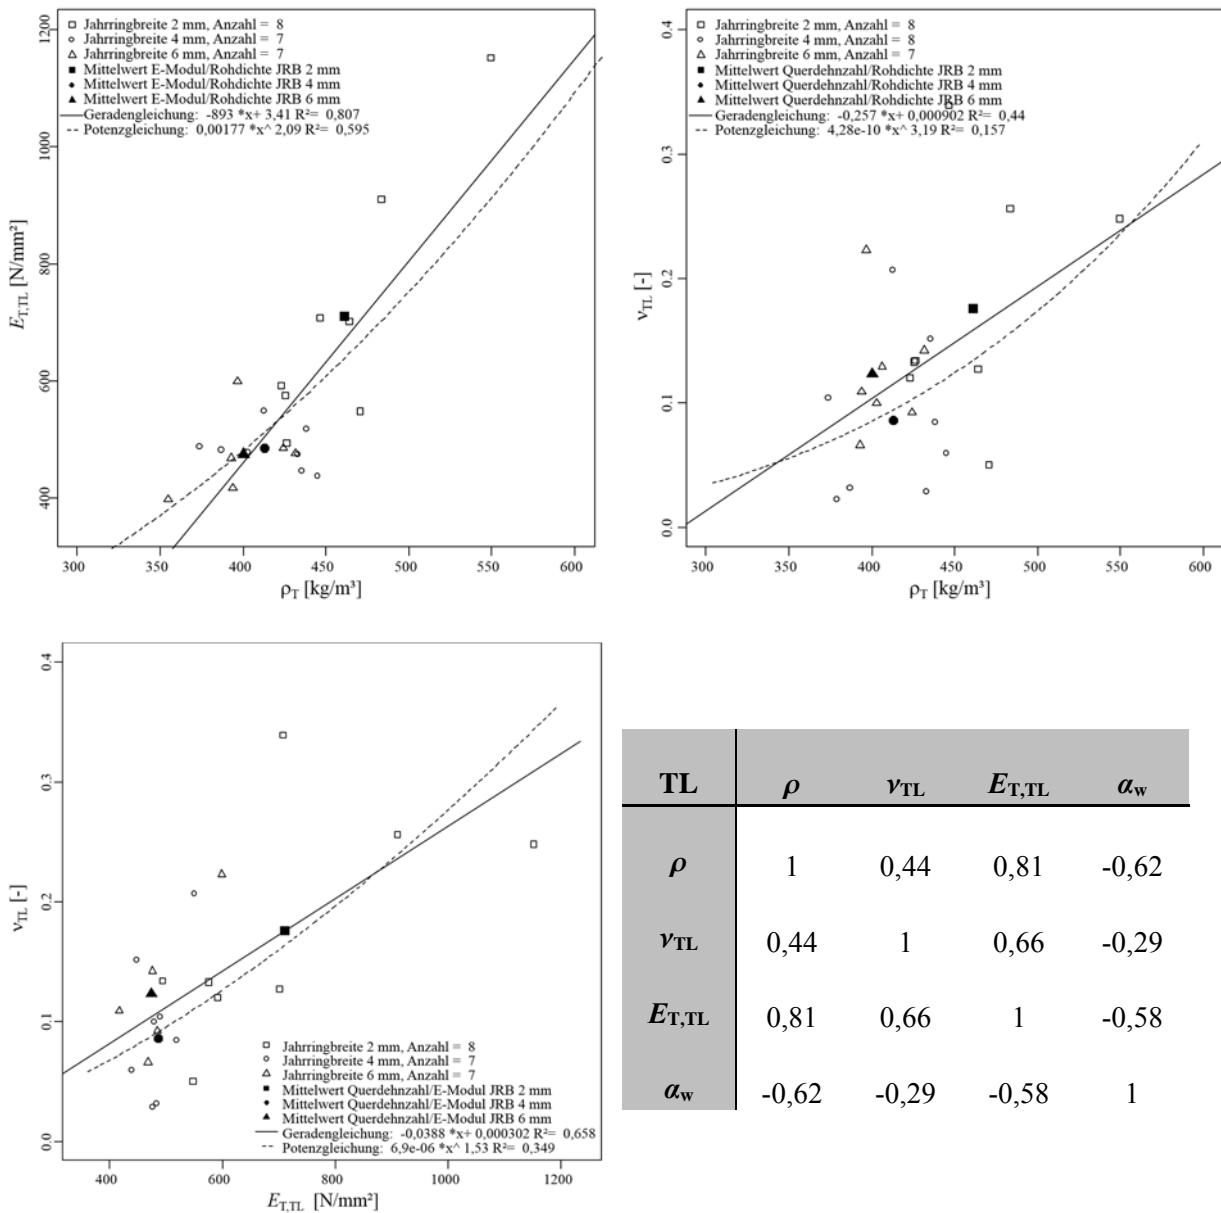 Jahrringbreite 2 mm, Anzahl = 8
Jahrringbreite 4 mm, Anzahl = 7
Jahrringbreite 6 mm, Anzahl = 7
Mittelwert E-Modul/Rohdichte JRB 2 mm
Mittelwert E-Modul/Rohdichte JRB 4 mm
Mittelwert E-Modul/Rohdichte JRB 6 mm
Geradengleichung: -893 *x+ 3,41 R²= 0,807
Potenzgleichung: 0,00177 *x^ 2,09 R²= 0,595
1200
1000
800
600
400
E_T,TL [N/mm²]
300 350 400 450 500 550 600
ρ_T [kg/m³]
Jahrringbreite 2 mm, Anzahl = 8
Jahrringbreite 4 mm, Anzahl = 8
Jahrringbreite 6 mm, Anzahl = 7
Mittelwert Querdehnzahl/Rohdichte JRB 2 mm
Mittelwert Querdehnzahl/Rohdichte JRB 4 mm
Mittelwert Querdehnzahl/Rohdichte JRB 6 mm
Geradengleichung: -0,257 *x+ 0,000902 R²= 0,44
Potenzgleichung: 4,28e-10 *x^ 3,19 R²= 0,157
0.4
0.3
0.2
0.1
0.0
ν_TL [-]
300 350 400 450 500 550 600
ρ_T [kg/m³]
0.4
0.3
0.2
0.1
0.0
ν_TL [-]
Jahrringbreite 2 mm, Anzahl = 8
Jahrringbreite 4 mm, Anzahl = 7
Jahrringbreite 6 mm, Anzahl = 7
Mittelwert Querdehnzahl/E-Modul JRB 2 mm
Mittelwert Querdehnzahl/E-Modul JRB 4 mm
Mittelwert Querdehnzahl/E-Modul JRB 6 mm
Geradengleichung: -0,0388 *x+ 0,000302 R²= 0,658
Potenzgleichung: 6,9e-06 *x^ 1,53 R²= 0,349
400 600 800 1000 1200
E_T,TL [N/mm²]
TL ρ ν_TL E_T,TL α_w
ρ 1 0,44 0,81 -0,62
ν_TL 0,44 1 0,66 -0,29
E_T,TL 0,81 0,66 1 -0,58
α_w -0,62 -0,29 -0,58 1